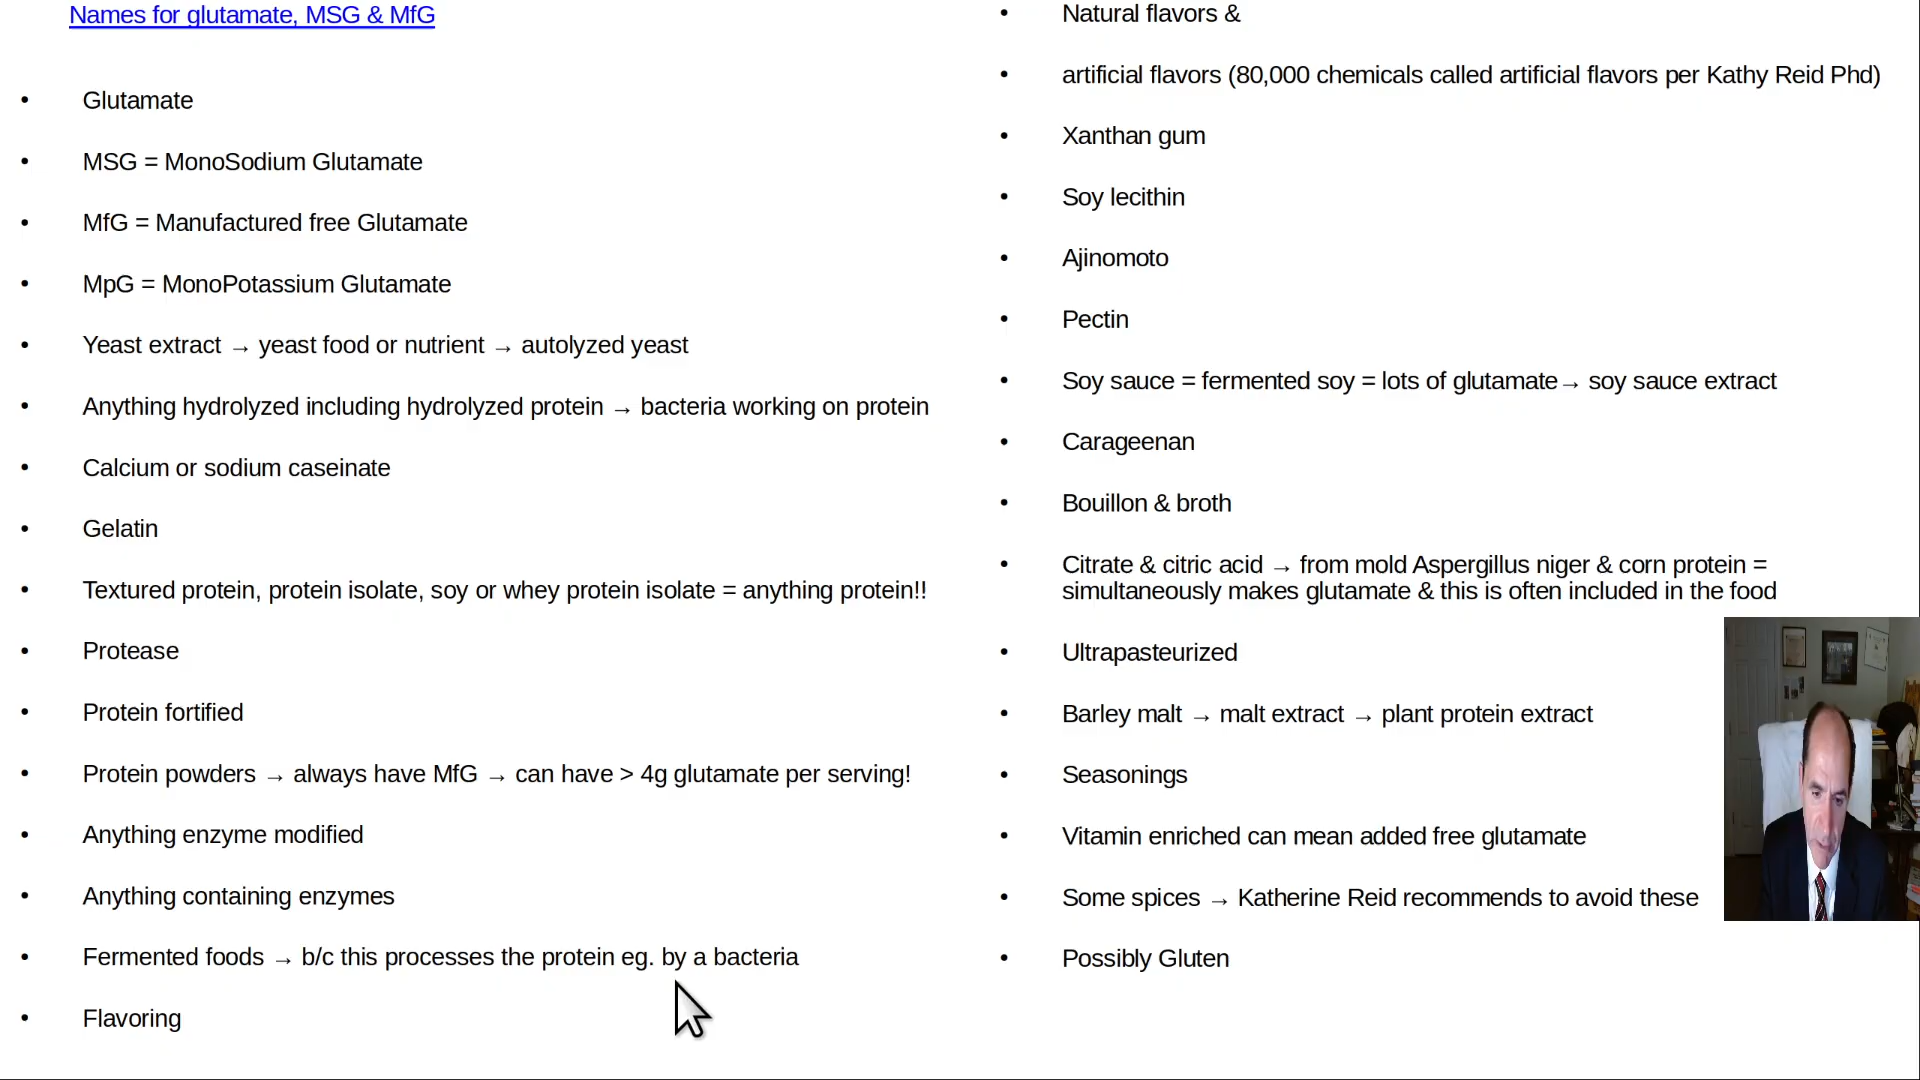 Names for glutamate, MSG & MfG
• Glutamate
• MSG = MonoSodium Glutamate
• MfG = Manufactured free Glutamate
• MpG = MonoPotassium Glutamate
• Yeast extract → yeast food or nutrient → autolyzed yeast
• Anything hydrolyzed including hydrolyzed protein → bacteria working on protein
• Calcium or sodium caseinate
• Gelatin
• Textured protein, protein isolate, soy or whey protein isolate = anything protein!!
• Protease
• Protein fortified
• Protein powders → always have MfG → can have > 4g glutamate per serving!
• Anything enzyme modified
• Anything containing enzymes
• Fermented foods → b/c this processes the protein eg. by a bacteria
• Flavoring
• Natural flavors &
• artificial flavors (80,000 chemicals called artificial flavors per Kathy Reid Phd)
• Xanthan gum
• Soy lecithin
• Ajinomoto
• Pectin
• Soy sauce = fermented soy = lots of glutamate→ soy sauce extract
• Carageenan
• Bouillon & broth
• Citrate & citric acid → from mold Aspergillus niger & corn protein =
simultaneously makes glutamate & this is often included in the food
• Ultrapasteurized
• Barley malt → malt extract → plant protein extract
• Seasonings
• Vitamin enriched can mean added free glutamate
• Some spices → Katherine Reid recommends to avoid these
• Possibly Gluten